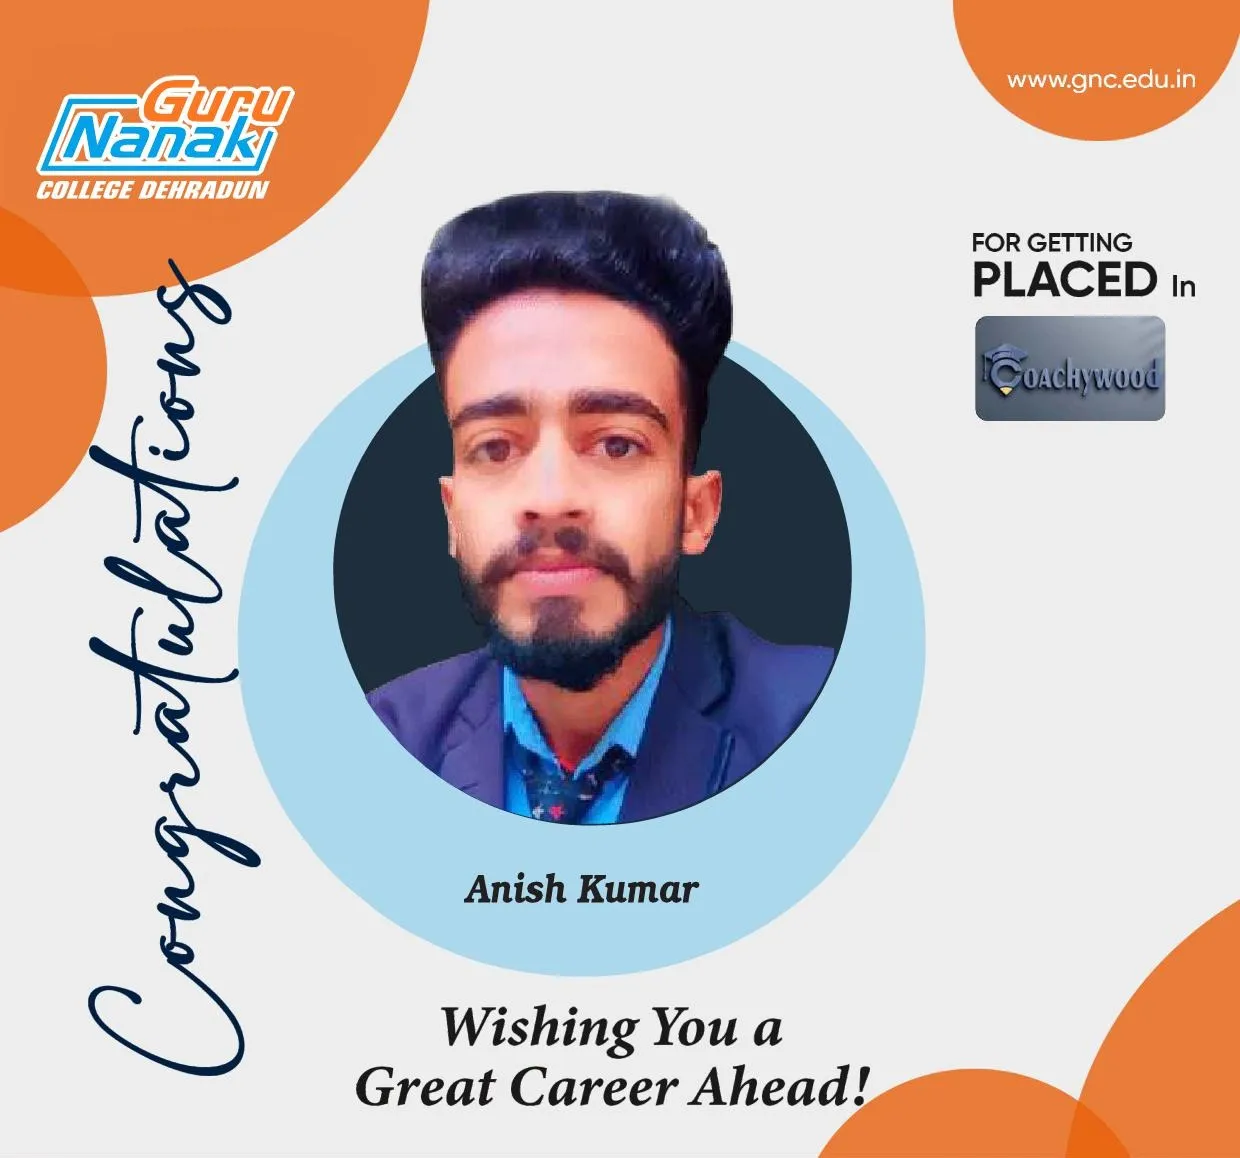 Guru
Nanak
COLLEGE DEHRADUN
www.gnc.edu.in
Congratulations
FOR GETTING
PLACED In
COACHYWOOD
Anish Kumar
Wishing You a
Great Career Ahead!